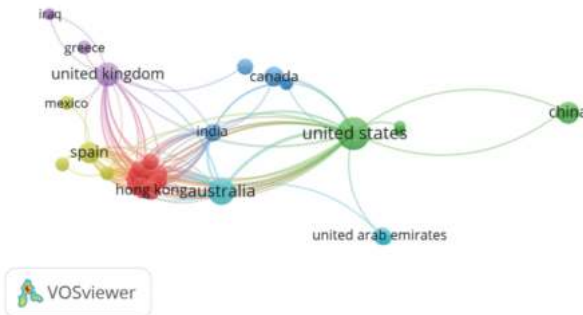 iraq
greece
united kingdom
canada
mexico
china
india
united states
spain
hong kong
australia
united arab emirates
VOSviewer